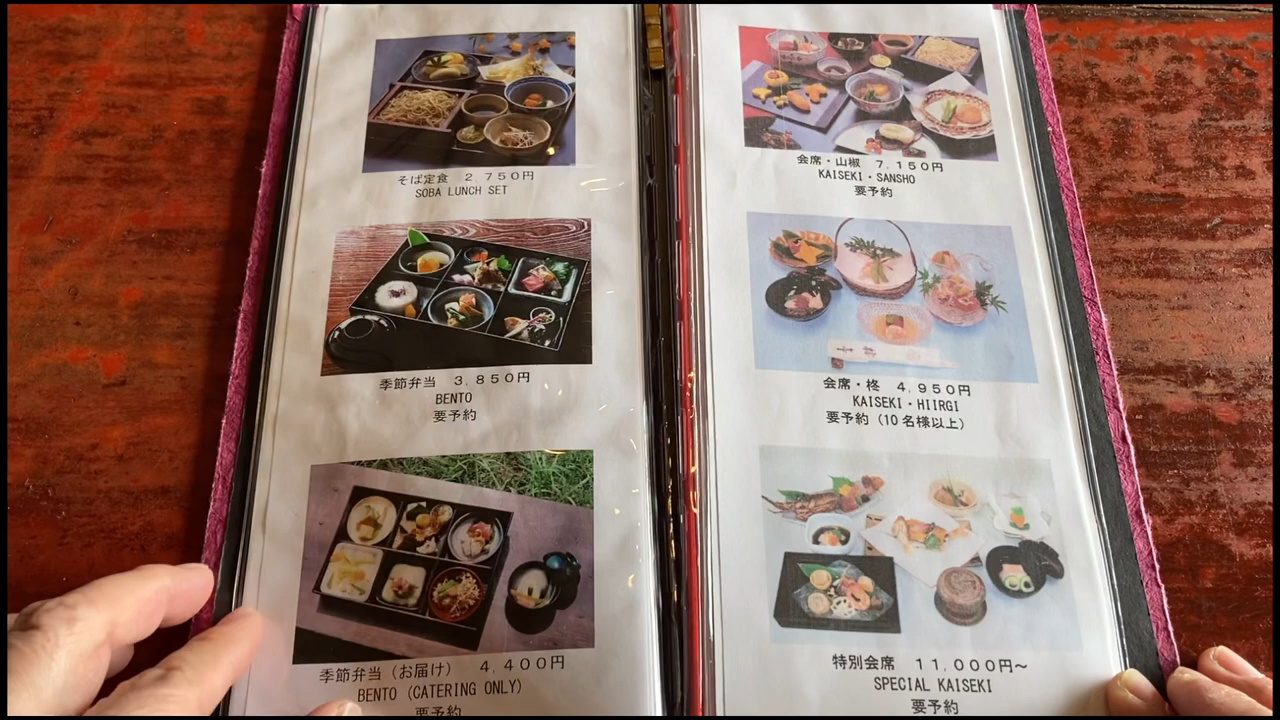 そば定食 2,750円
SOBA LUNCH SET
季節弁当 3,850円
BENTO
要予約
季節弁当（お届け） 4,400円
BENTO (CATERING ONLY)
要予約
会席・山椒 7,150円
KAISEKI・SANSHO
要予約
会席・柊 4,950円
KAISEKI・HIIRGI
要予約（10名様以上）
特別会席 11,000円～
SPECIAL KAISEKI
要予約